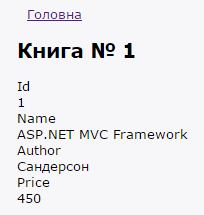 Головна
Книга № 1
Id
1
Name
ASP.NET MVC Framework
Author
Сандерсон
Price
450